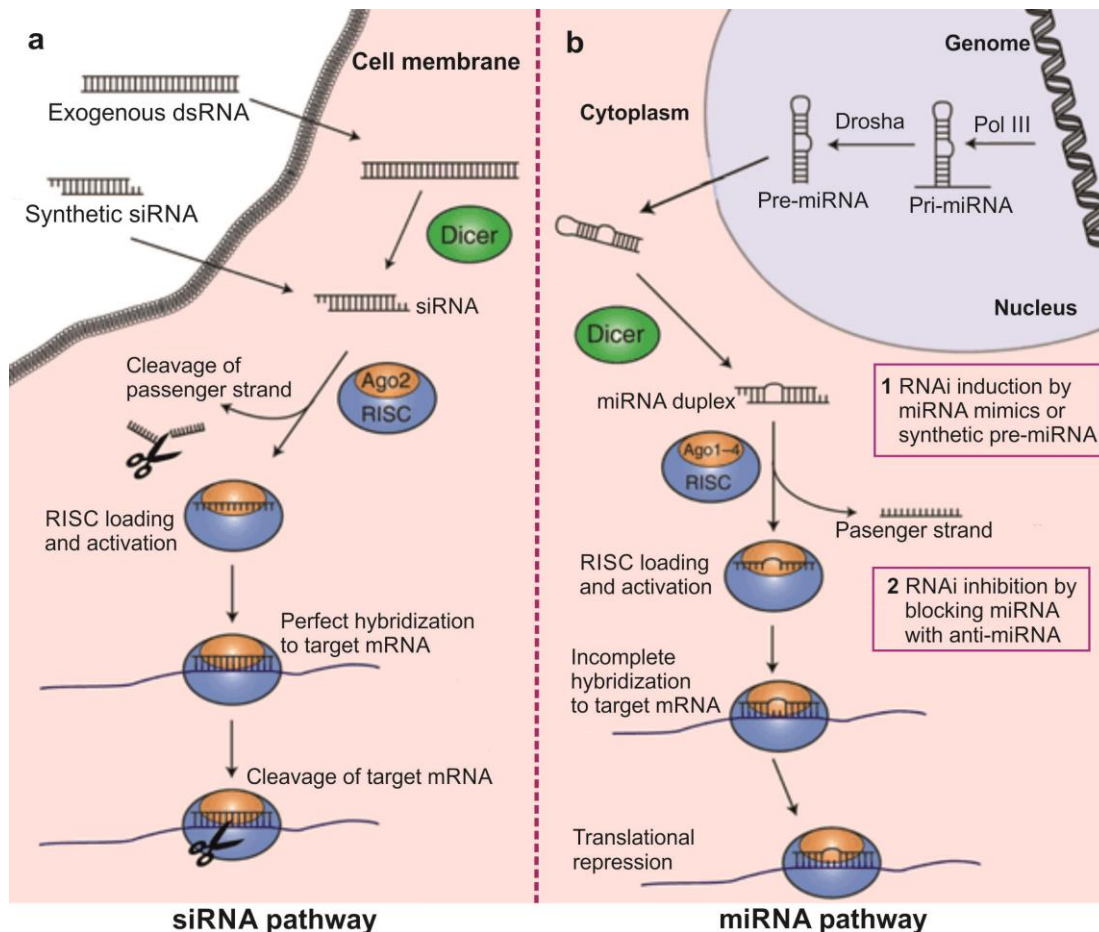 a
Cell membrane
Exogenous dsRNA
Synthetic siRNA
Dicer
siRNA
Cleavage of
passenger strand
Ago2
RISC
RISC loading
and activation
Perfect hybridization
to target mRNA
Cleavage of target mRNA
siRNA pathway
b
Genome
Cytoplasm
Drosha
Pol III
Pre-miRNA
Pri-miRNA
Nucleus
Dicer
miRNA duplex
1 RNAi induction by
miRNA mimics or
synthetic pre-miRNA
Ago1–4
RISC
Pasenger strand
RISC loading
and activation
2 RNAi inhibition by
blocking miRNA
with anti-miRNA
Incomplete
hybridization
to target mRNA
Translational
repression
miRNA pathway